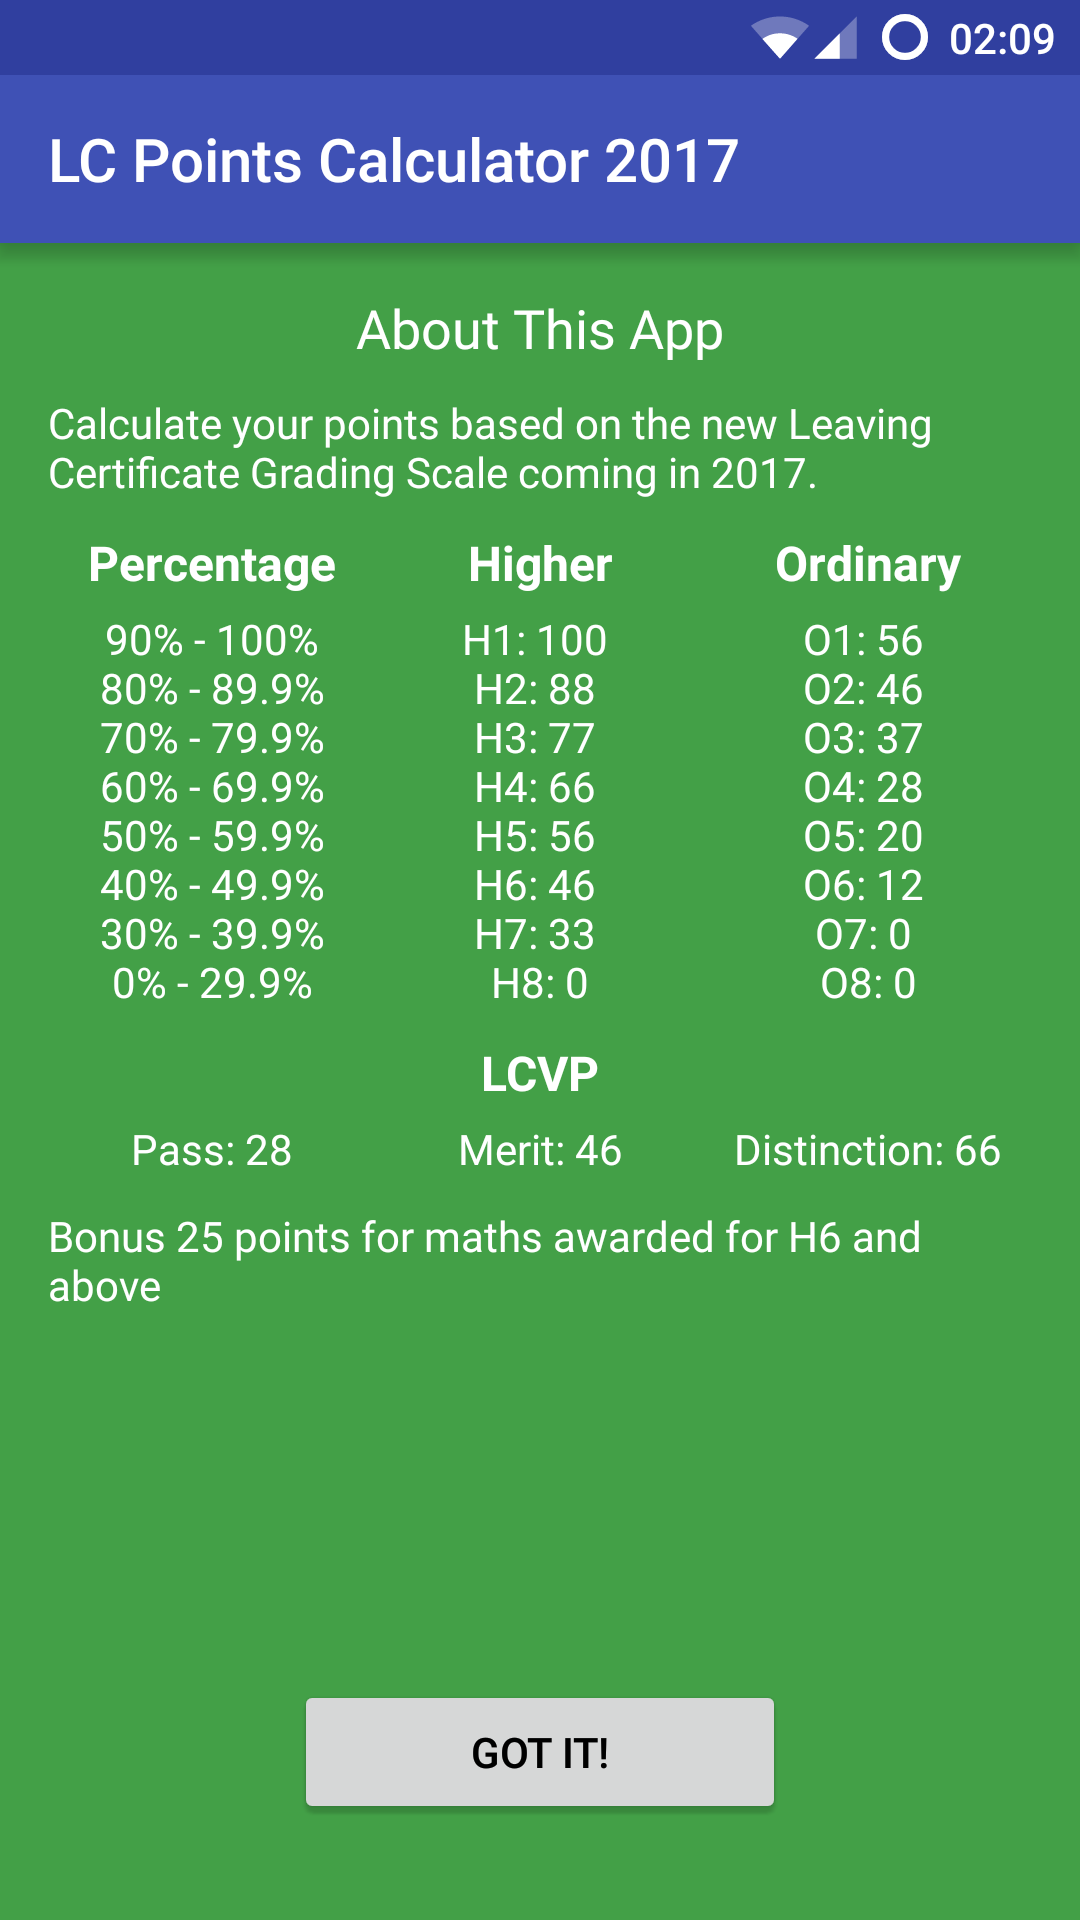 02:09
LC Points Calculator 2017
About This App
Calculate your points based on the new Leaving
Certificate Grading Scale coming in 2017.
Percentage Higher Ordinary
90% - 100% H1: 100 O1: 56
80% - 89.9% H2: 88 O2: 46
70% - 79.9% H3: 77 O3: 37
60% - 69.9% H4: 66 O4: 28
50% - 59.9% H5: 56 O5: 20
40% - 49.9% H6: 46 O6: 12
30% - 39.9% H7: 33 O7: 0
0% - 29.9% H8: 0 O8: 0
LCVP
Pass: 28 Merit: 46 Distinction: 66
Bonus 25 points for maths awarded for H6 and
above
GOT IT!